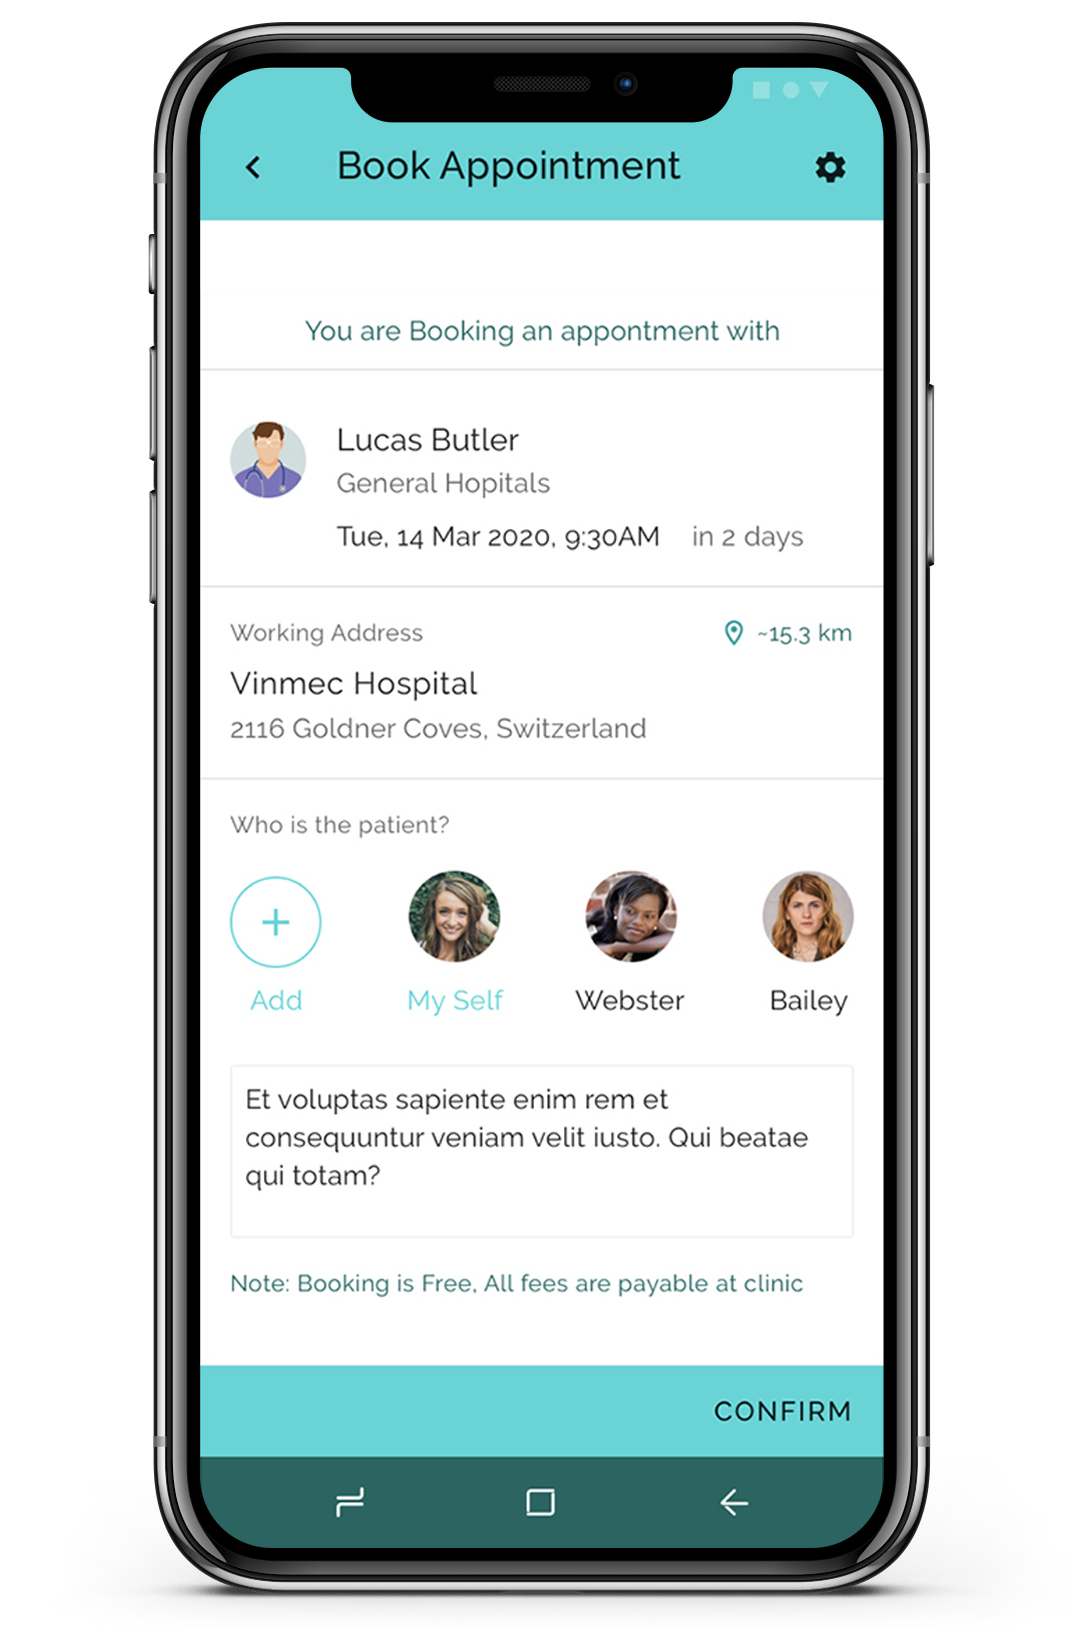 Book Appointment
You are Booking an appontment with
Lucas Butler
General Hopitals
Tue, 14 Mar 2020, 9:30AM in 2 days
Working Address ~15.3 km
Vinmec Hospital
2116 Goldner Coves, Switzerland
Who is the patient?
Add My Self Webster Bailey
Et voluptas sapiente enim rem et
consequuntur veniam velit iusto. Qui beatae
qui totam?
Note: Booking is Free, All fees are payable at clinic
CONFIRM